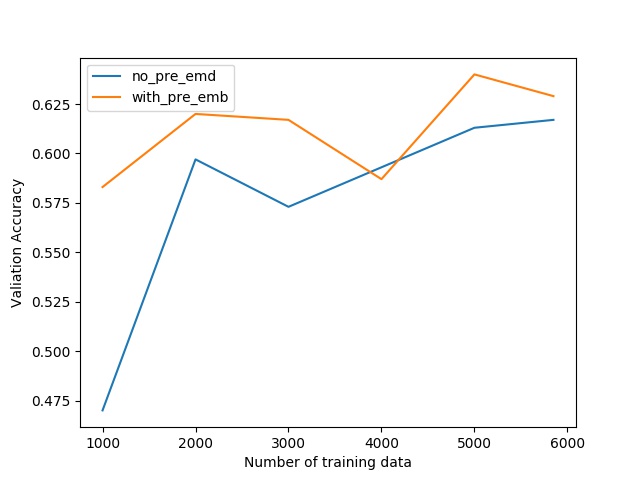 no_pre_emd
with_pre_emb
0.625
0.600
0.575
0.550
0.525
0.500
0.475
Valiation Accuracy
1000 2000 3000 4000 5000 6000
Number of training data